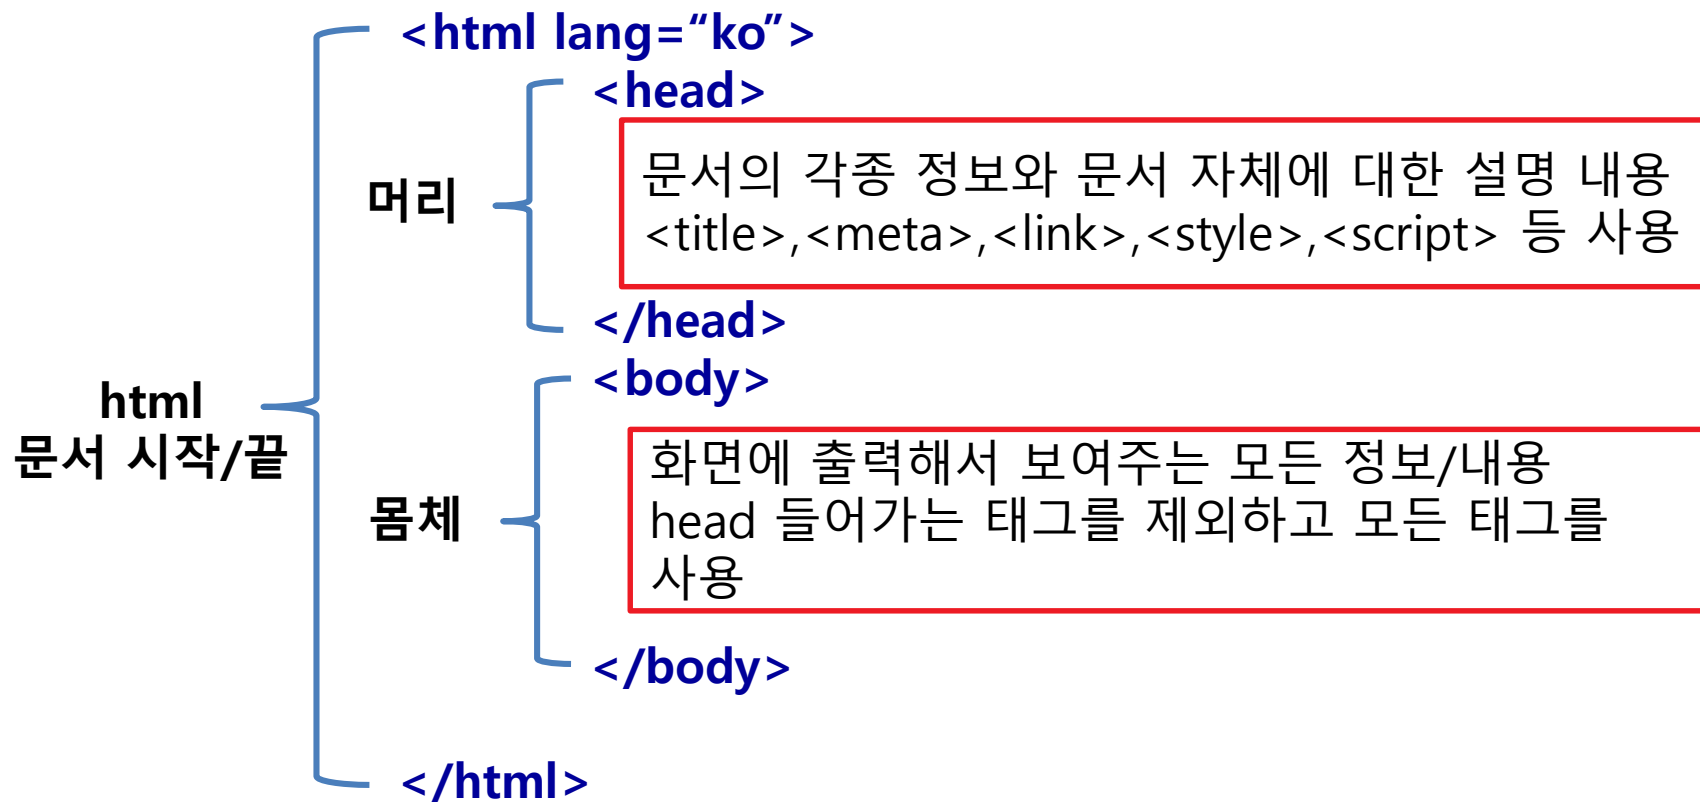 <html lang=“ko”>
<head>
머리
문서의 각종 정보와 문서 자체에 대한 설명 내용
<title>,<meta>,<link>,<style>,<script> 등 사용
</head>
html
문서 시작/끝
<body>
몸체
화면에 출력해서 보여주는 모든 정보/내용
head 들어가는 태그를 제외하고 모든 태그를
사용
</body>
</html>